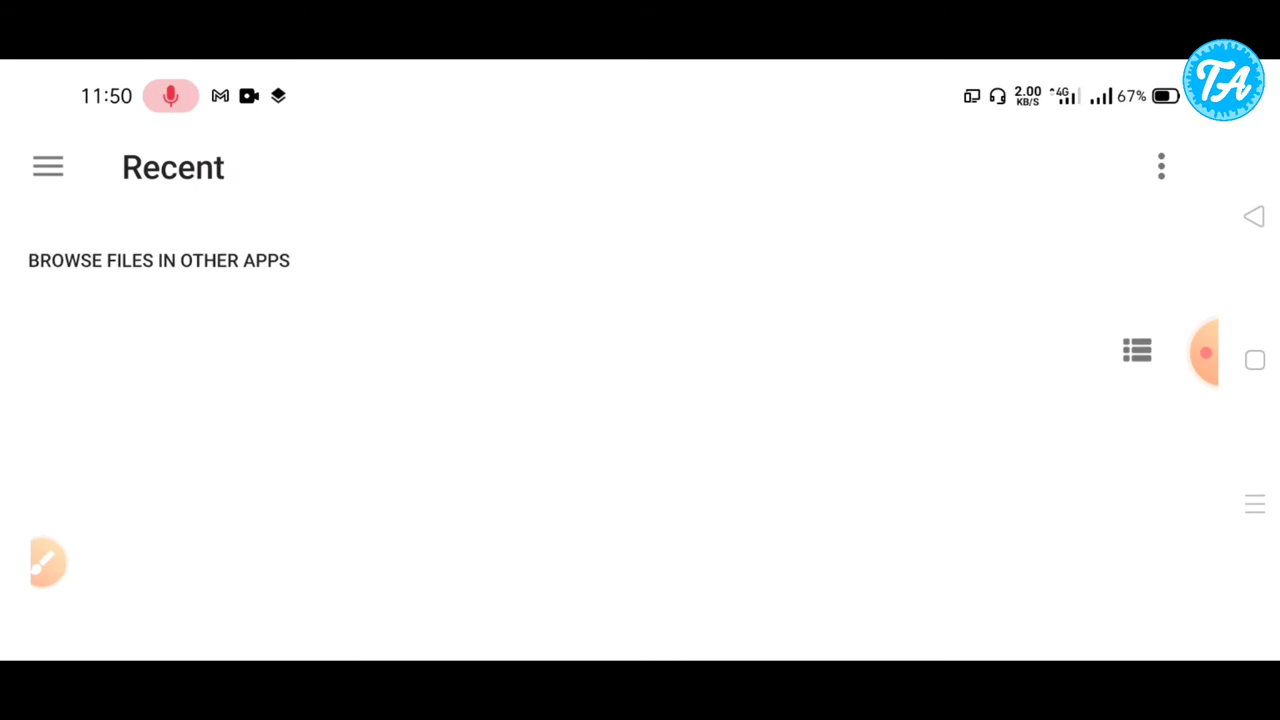 11:50
2.00
KB/S
4G
67%
TA
Recent
BROWSE FILES IN OTHER APPS